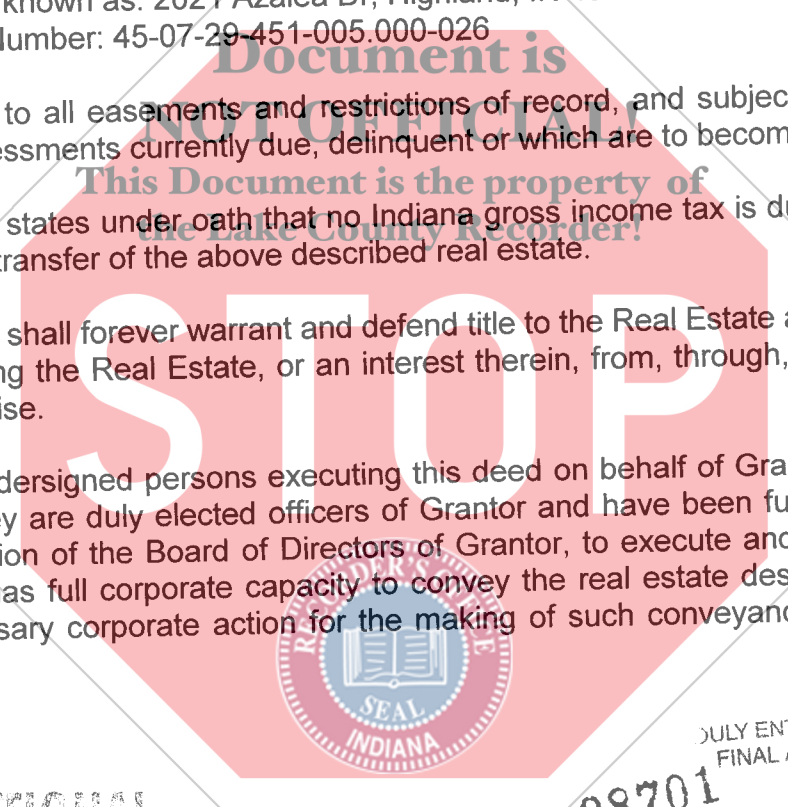 known as: 2021 Azalea Dr, Highland, IN
Number: 45-07-29-451-005.000-026
Document is
NOT OFFICIAL!
to all easements and restrictions of record, and subjec
essments currently due, delinquent or which are to becom
This Document is the property of
the Lake County Recorder!
states under oath that no Indiana gross income tax is du
transfer of the above described real estate.
shall forever warrant and defend title to the Real Estate a
ng the Real Estate, or an interest therein, from, through,
ise.
STOP
dersigned persons executing this deed on behalf of Gra
ey are duly elected officers of Grantor and have been fu
tion of the Board of Directors of Grantor, to execute and
as full corporate capacity to convey the real estate des
sary corporate action for the making of such conveyanc
RECORDER'S OFFICE
SEAL
INDIANA
DULY ENT
FINAL A
08701